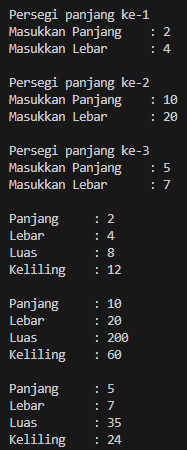 Persegi panjang ke-1
Masukkan Panjang    : 2
Masukkan Lebar      : 4

Persegi panjang ke-2
Masukkan Panjang    : 10
Masukkan Lebar      : 20

Persegi panjang ke-3
Masukkan Panjang    : 5
Masukkan Lebar      : 7

Panjang     : 2
Lebar       : 4
Luas        : 8
Keliling    : 12

Panjang     : 10
Lebar       : 20
Luas        : 200
Keliling    : 60

Panjang     : 5
Lebar       : 7
Luas        : 35
Keliling    : 24